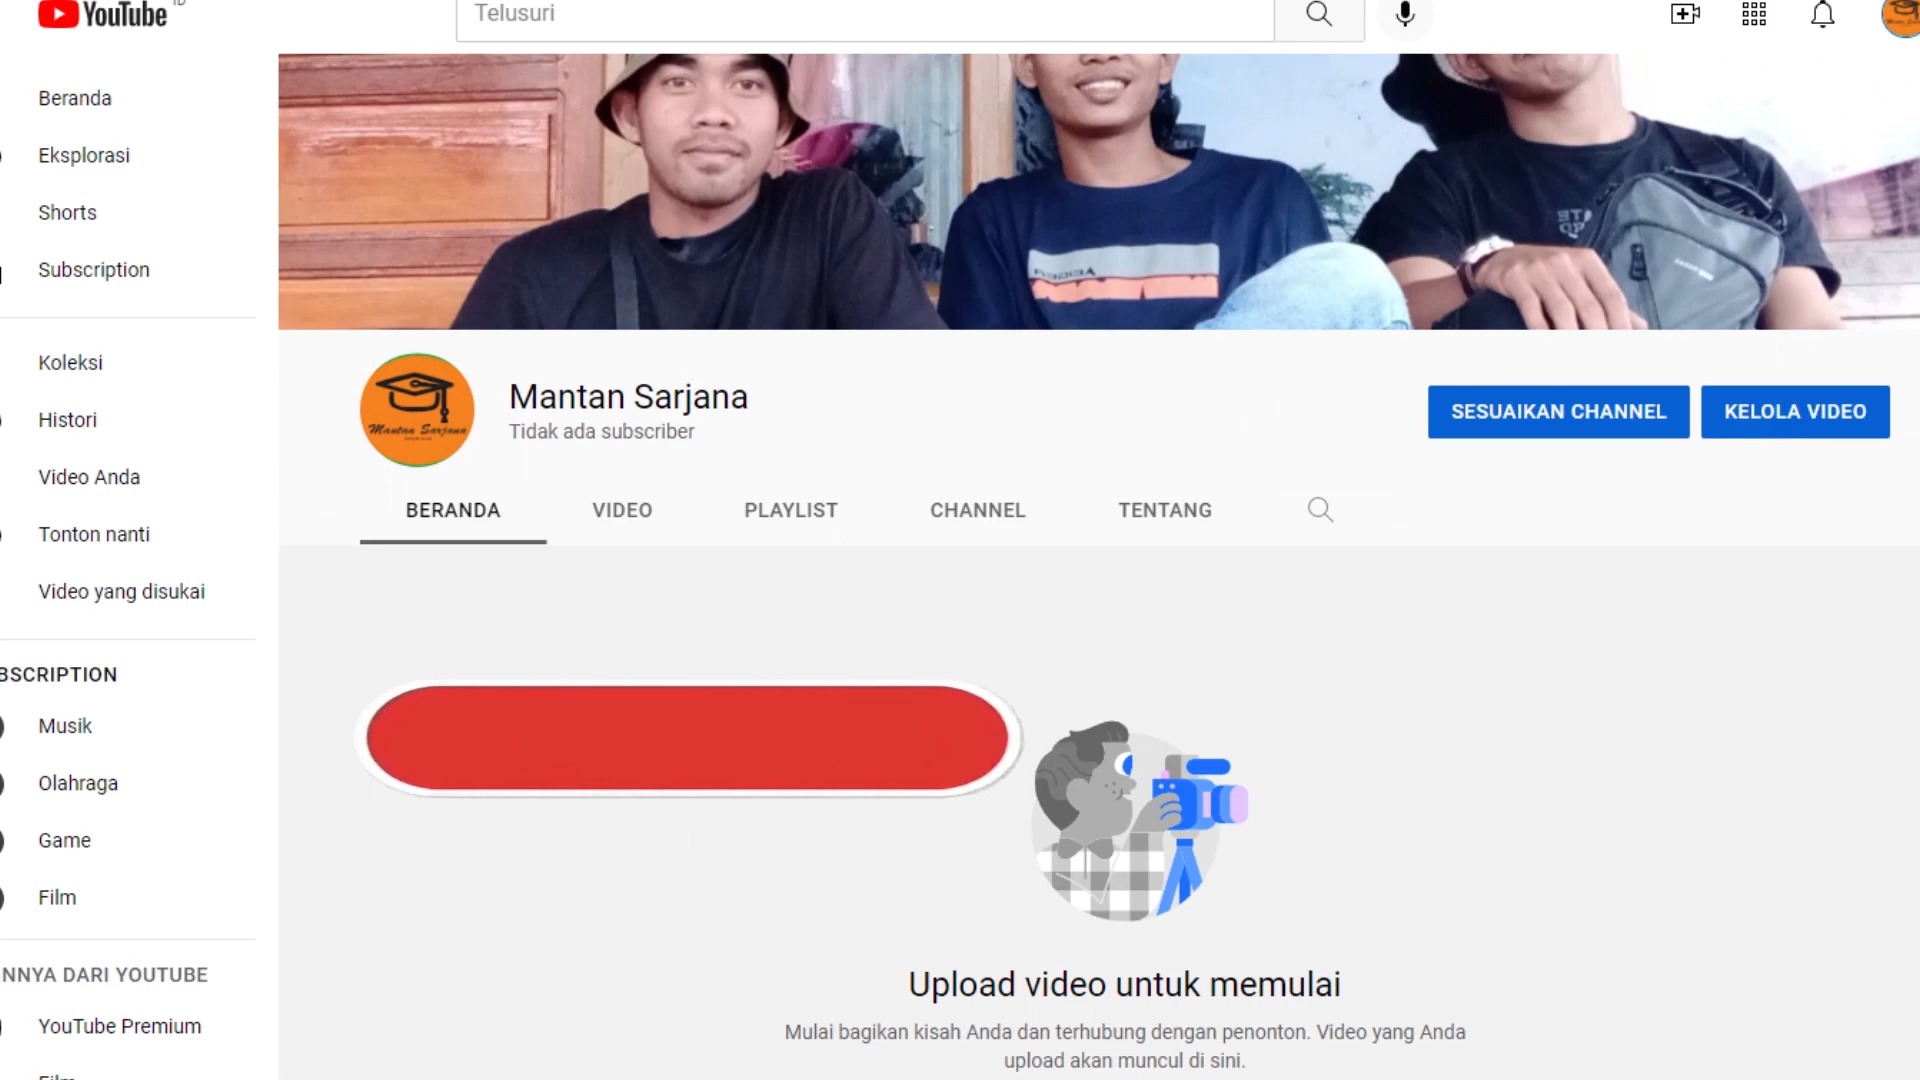 YouTube
Telusuri
Beranda
Eksplorasi
Shorts
Subscription
Koleksi
Histori
Video Anda
Tonton nanti
Video yang disukai
BSCRIPTION
Musik
Olahraga
Game
Film
NNYA DARI YOUTUBE
YouTube Premium
Mantan Sarjana
Mantan Sarjana
Tidak ada subscriber
SESUAIKAN CHANNEL
KELOLA VIDEO
BERANDA VIDEO PLAYLIST CHANNEL TENTANG
Upload video untuk memulai
Mulai bagikan kisah Anda dan terhubung dengan penonton. Video yang Anda
upload akan muncul di sini.